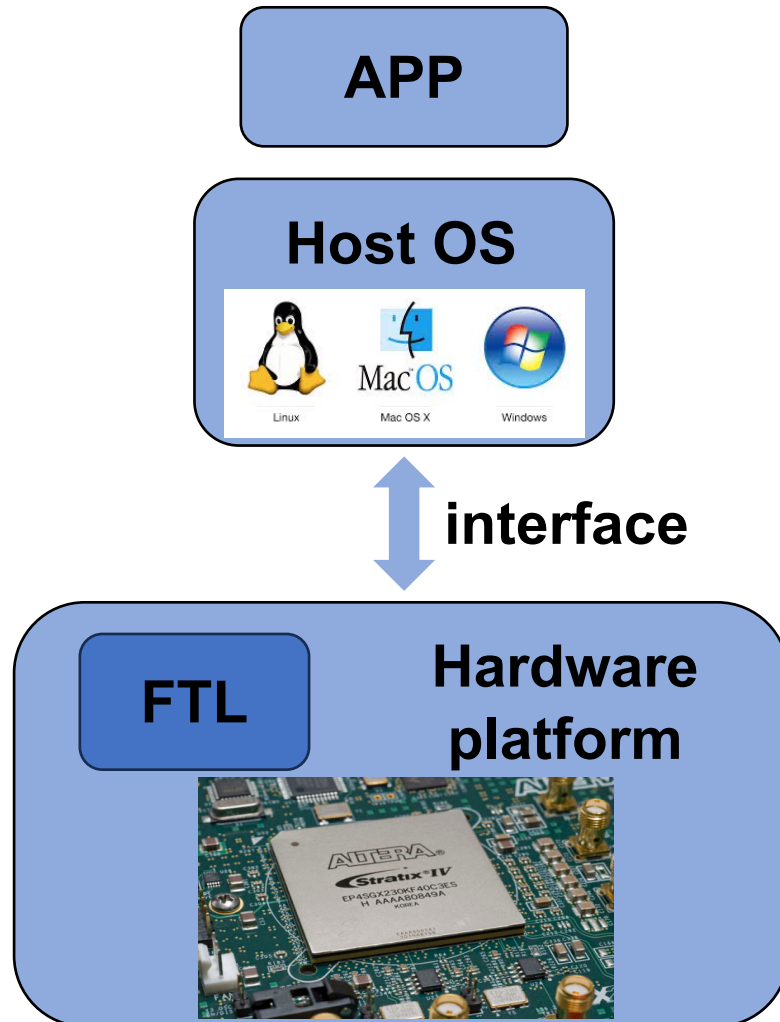 APP
Host OS
Mac OS
Linux
Mac OS X
Windows
interface
FTL
Hardware
platform
ALTERA®
Stratix® IV
EP4SGX230KF40C3ES
H AAAA80849A
KOREA